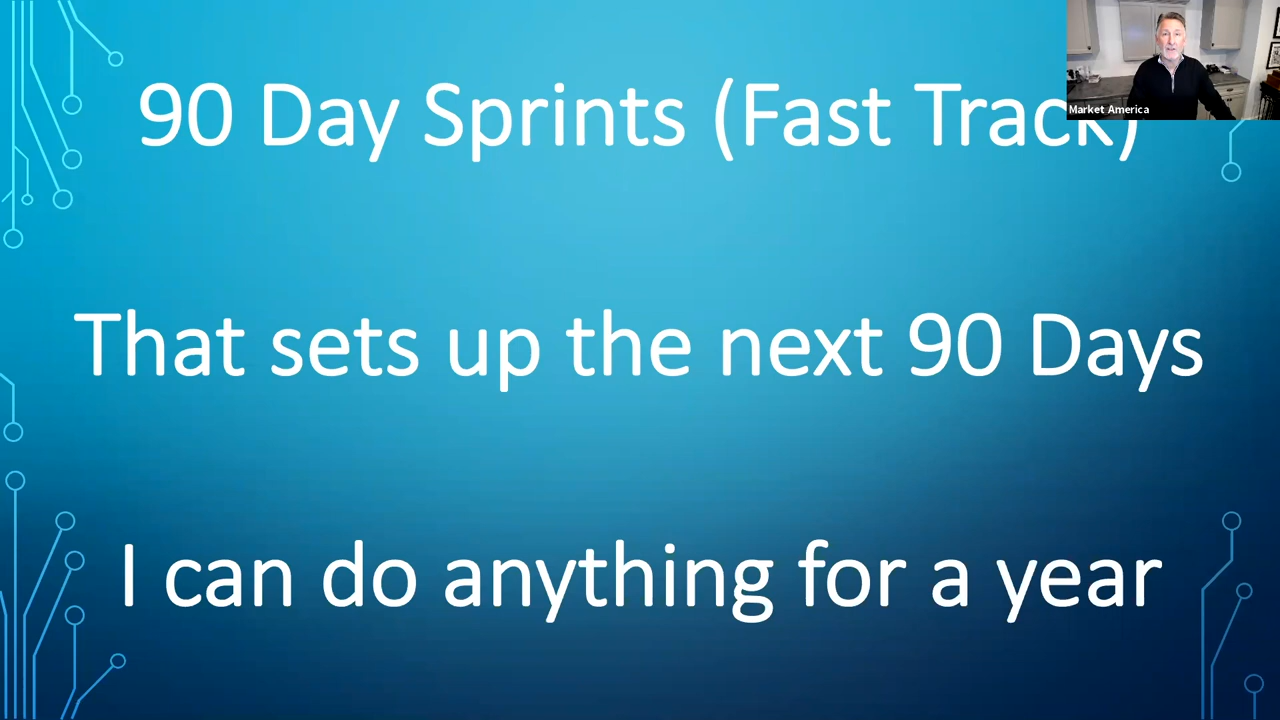 90 Day Sprints (Fast Track)
Market America
That sets up the next 90 Days
I can do anything for a year